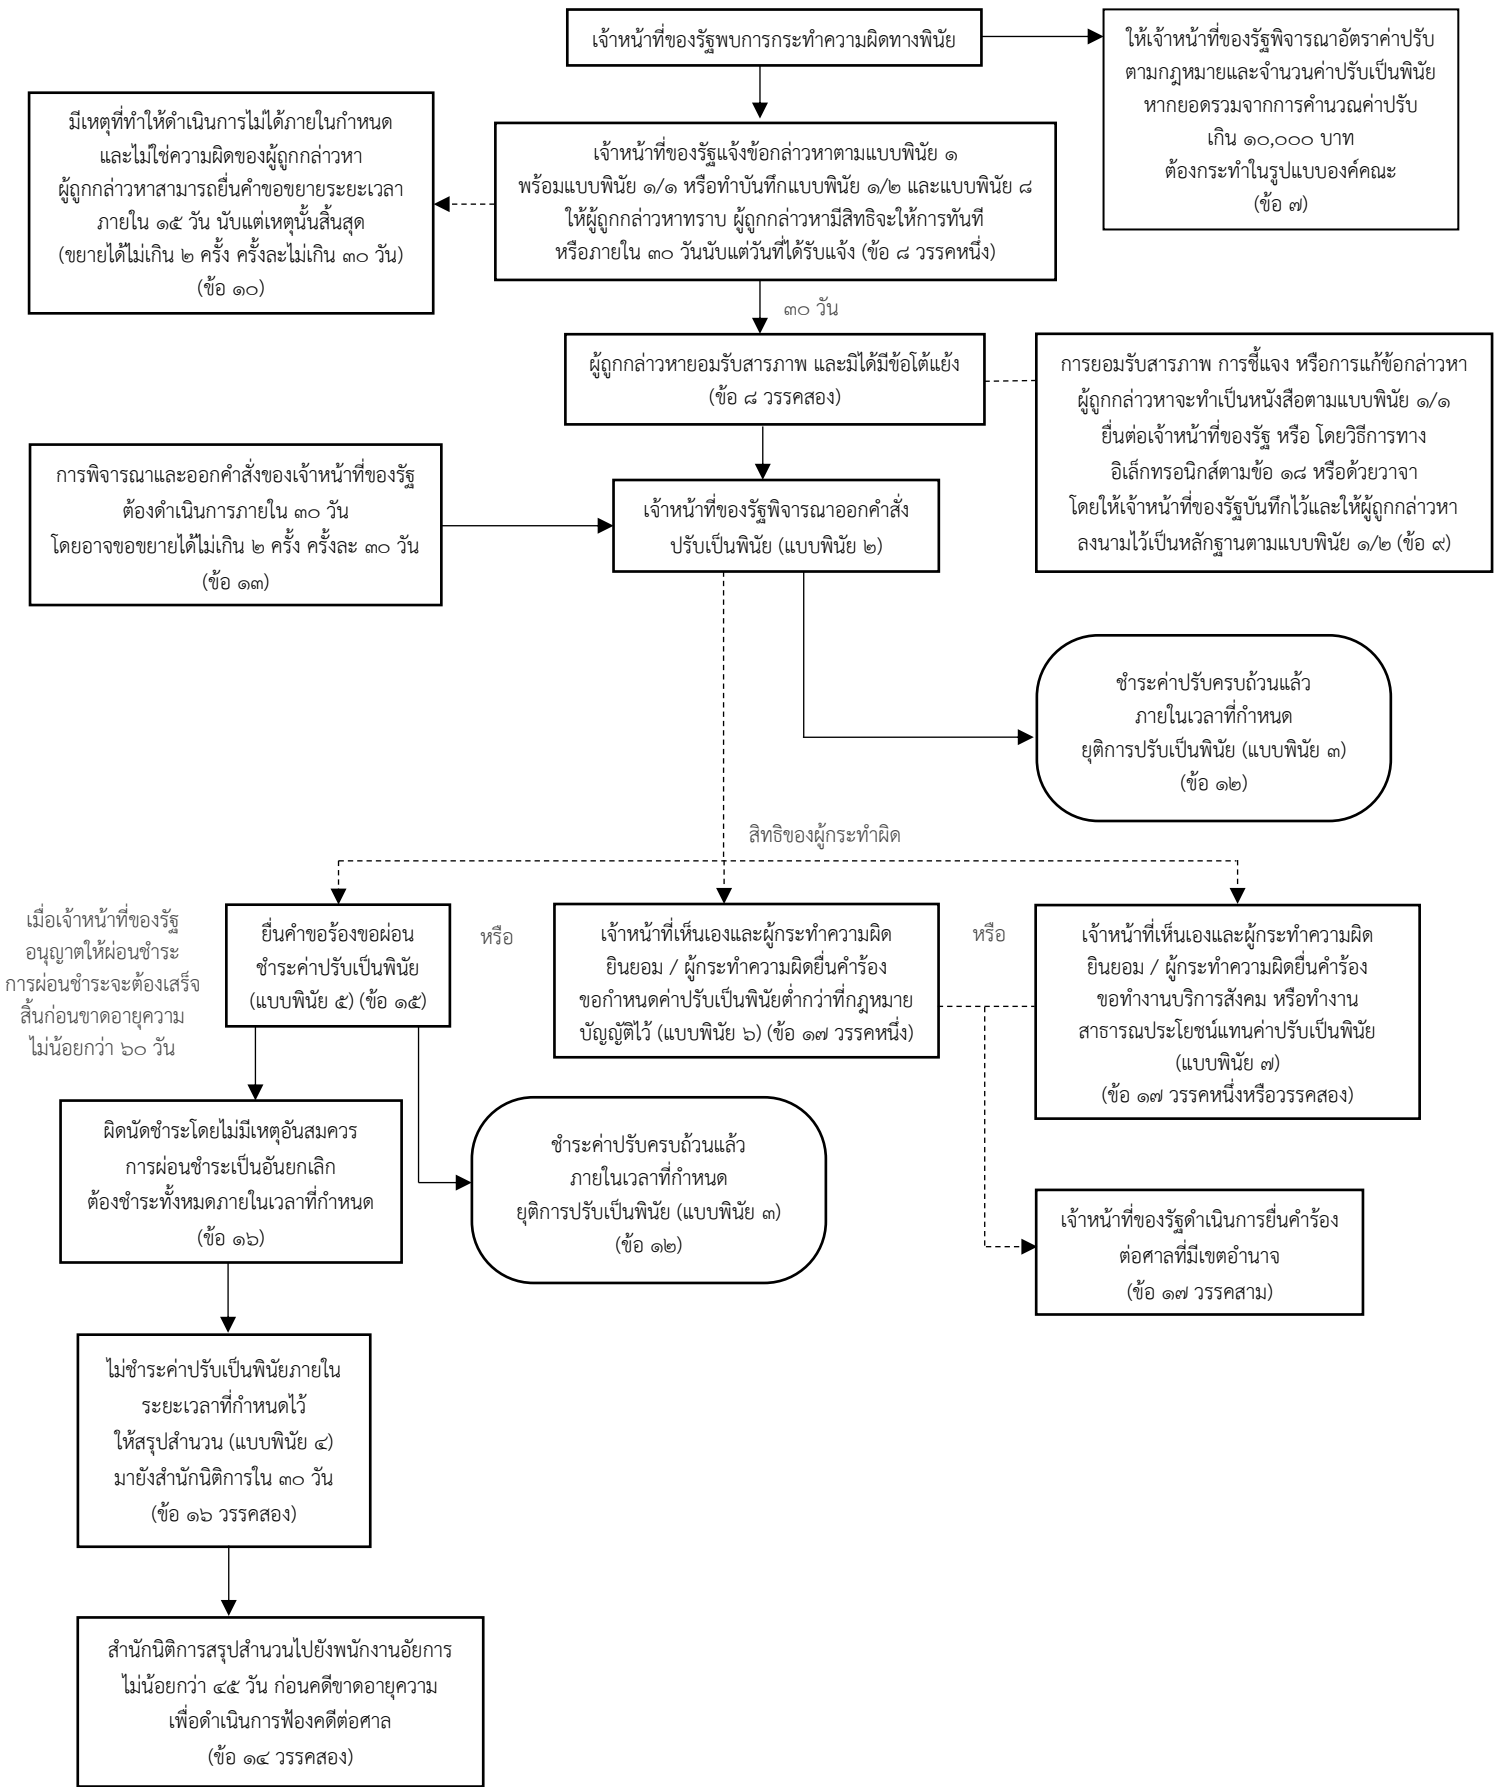 เจ้าหน้าที่ของรัฐพบการกระทำความผิดทางพินัย
ให้เจ้าหน้าที่ของรัฐพิจารณาอัตราค่าปรับ
ตามกฎหมายและจำนวนค่าปรับเป็นพินัย
หากยอดรวมจากการคำนวณค่าปรับ
เกิน ๑๐,๐๐๐ บาท
ต้องกระทำในรูปแบบองค์คณะ
(ข้อ ๗)
มีเหตุที่ทำให้ดำเนินการไม่ได้ภายในกำหนด
และไม่ใช่ความผิดของผู้ถูกกล่าวหา
ผู้ถูกกล่าวหาสามารถยื่นคำขอขยายระยะเวลา
ภายใน ๑๕ วัน นับแต่เหตุนั้นสิ้นสุด
(ขยายได้ไม่เกิน ๒ ครั้ง ครั้งละไม่เกิน ๓๐ วัน)
(ข้อ ๑๐)
เจ้าหน้าที่ของรัฐแจ้งข้อกล่าวหาตามแบบพินัย ๑
พร้อมแบบพินัย ๑/๑ หรือทำบันทึกแบบพินัย ๑/๒ และแบบพินัย ๘
ให้ผู้ถูกกล่าวหาทราบ ผู้ถูกกล่าวหามีสิทธิจะให้การทันที
หรือภายใน ๓๐ วันนับแต่วันที่ได้รับแจ้ง (ข้อ ๘ วรรคหนึ่ง)
๓๐ วัน
ผู้ถูกกล่าวหายอมรับสารภาพ และมิได้มีข้อโต้แย้ง
(ข้อ ๘ วรรคสอง)
การยอมรับสารภาพ การชี้แจง หรือการแก้ข้อกล่าวหา
ผู้ถูกกล่าวหาจะทำเป็นหนังสือตามแบบพินัย ๑/๑
ยื่นต่อเจ้าหน้าที่ของรัฐ หรือ โดยวิธีการทาง
อิเล็กทรอนิกส์ตามข้อ ๑๘ หรือด้วยวาจา
โดยให้เจ้าหน้าที่ของรัฐบันทึกไว้และให้ผู้ถูกกล่าวหา
ลงนามไว้เป็นหลักฐานตามแบบพินัย ๑/๒ (ข้อ ๙)
การพิจารณาและออกคำสั่งของเจ้าหน้าที่ของรัฐ
ต้องดำเนินการภายใน ๓๐ วัน
โดยอาจขอขยายได้ไม่เกิน ๒ ครั้ง ครั้งละ ๓๐ วัน
(ข้อ ๑๓)
เจ้าหน้าที่ของรัฐพิจารณาออกคำสั่ง
ปรับเป็นพินัย (แบบพินัย ๒)
ชำระค่าปรับครบถ้วนแล้ว
ภายในเวลาที่กำหนด
ยุติการปรับเป็นพินัย (แบบพินัย ๓)
(ข้อ ๑๒)
สิทธิของผู้กระทำผิด
เมื่อเจ้าหน้าที่ของรัฐ
อนุญาตให้ผ่อนชำระ
การผ่อนชำระจะต้องเสร็จ
สิ้นก่อนขาดอายุความ
ไม่น้อยกว่า ๖๐ วัน
ยื่นคำขอร้องขอผ่อน
ชำระค่าปรับเป็นพินัย
(แบบพินัย ๕) (ข้อ ๑๕)
หรือ
เจ้าหน้าที่เห็นเองและผู้กระทำความผิด
ยินยอม / ผู้กระทำความผิดยื่นคำร้อง
ขอกำหนดค่าปรับเป็นพินัยต่ำกว่าที่กฎหมาย
บัญญัติไว้ (แบบพินัย ๖) (ข้อ ๑๗ วรรคหนึ่ง)
หรือ
เจ้าหน้าที่เห็นเองและผู้กระทำความผิด
ยินยอม / ผู้กระทำความผิดยื่นคำร้อง
ขอทำงานบริการสังคม หรือทำงาน
สาธารณประโยชน์แทนค่าปรับเป็นพินัย
(แบบพินัย ๗)
(ข้อ ๑๗ วรรคหนึ่งหรือวรรคสอง)
ผิดนัดชำระโดยไม่มีเหตุอันสมควร
การผ่อนชำระเป็นอันยกเลิก
ต้องชำระทั้งหมดภายในเวลาที่กำหนด
(ข้อ ๑๖)
ชำระค่าปรับครบถ้วนแล้ว
ภายในเวลาที่กำหนด
ยุติการปรับเป็นพินัย (แบบพินัย ๓)
(ข้อ ๑๒)
เจ้าหน้าที่ของรัฐดำเนินการยื่นคำร้อง
ต่อศาลที่มีเขตอำนาจ
(ข้อ ๑๗ วรรคสาม)
ไม่ชำระค่าปรับเป็นพินัยภายใน
ระยะเวลาที่กำหนดไว้
ให้สรุปสำนวน (แบบพินัย ๔)
มายังสำนักนิติการใน ๓๐ วัน
(ข้อ ๑๖ วรรคสอง)
สำนักนิติการสรุปสำนวนไปยังพนักงานอัยการ
ไม่น้อยกว่า ๔๕ วัน ก่อนคดีขาดอายุความ
เพื่อดำเนินการฟ้องคดีต่อศาล
(ข้อ ๑๔ วรรคสอง)